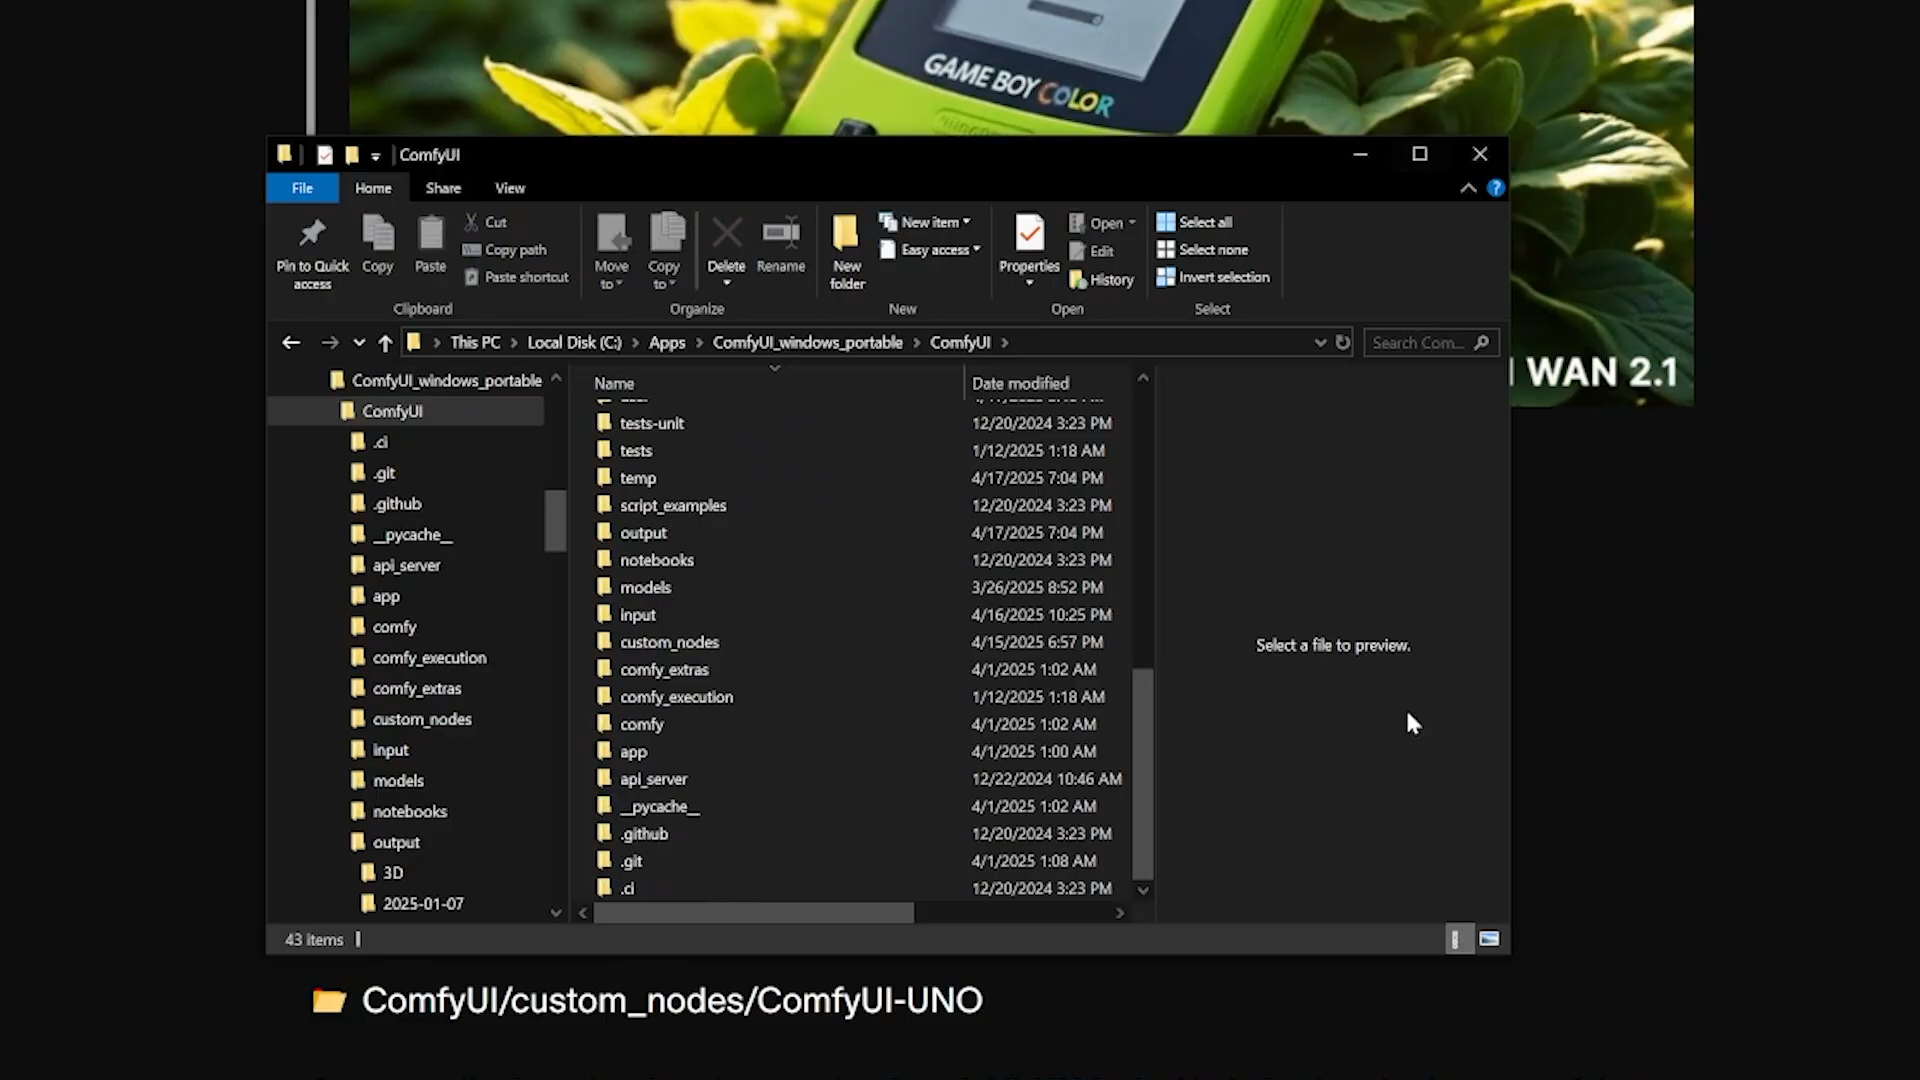 GAME BOY COLOR
ComfyUI
File Home Share View
Pin to Quick access
Copy
Paste
Cut
Copy path
Paste shortcut
Clipboard
Move to
Copy to
Delete
Rename
Organize
New folder
New item
Easy access
New
Properties
Open
Edit
History
Open
Select all
Select none
Invert selection
Select
This PC > Local Disk (C:) > Apps > ComfyUI_windows_portable > ComfyUI >
Search Com...
WAN 2.1
ComfyUI_windows_portable
ComfyUI
.ci
.git
.github
__pycache__
api_server
app
comfy
comfy_execution
comfy_extras
custom_nodes
input
models
notebooks
output
3D
2025-01-07
Name Date modified
tests-unit 12/20/2024 3:23 PM
tests 1/12/2025 1:18 AM
temp 4/17/2025 7:04 PM
script_examples 12/20/2024 3:23 PM
output 4/17/2025 7:04 PM
notebooks 12/20/2024 3:23 PM
models 3/26/2025 8:52 PM
input 4/16/2025 10:25 PM
custom_nodes 4/15/2025 6:57 PM
comfy_extras 4/1/2025 1:02 AM
comfy_execution 1/12/2025 1:18 AM
comfy 4/1/2025 1:02 AM
app 4/1/2025 1:00 AM
api_server 12/22/2024 10:46 AM
__pycache__ 4/1/2025 1:02 AM
.github 12/20/2024 3:23 PM
.git 4/1/2025 1:08 AM
.ci 12/20/2024 3:23 PM
Select a file to preview.
43 items
ComfyUI/custom_nodes/ComfyUI-UNO